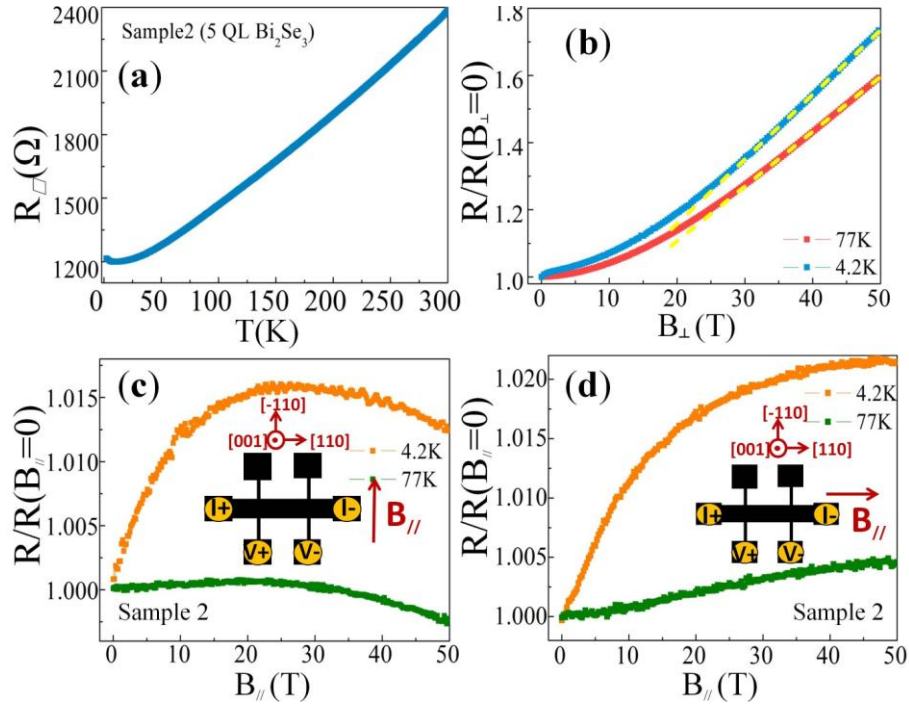 Sample2 (5 QL Bi₂Se₃)
(a)
R□(Ω)
2400
2100
1800
1500
1200
0 50 100 150 200 250 300
T(K)
(b)
R/R(B⊥=0)
1.8
1.6
1.4
1.2
1.0
77K
4.2K
0 10 20 30 40 50
B⊥(T)
(c)
R/R(B//=0)
1.015
1.010
1.005
1.000
[-110]
[001] [110]
4.2K
77K
I+ I-
V+ V-
B//
Sample 2
0 10 20 30 40 50
B//(T)
(d)
R/R(B//=0)
1.020
1.015
1.010
1.005
1.000
4.2K
77K
[-110]
[001] [110]
I+ I-
V+ V-
B//
Sample 2
0 10 20 30 40 50
B//(T)